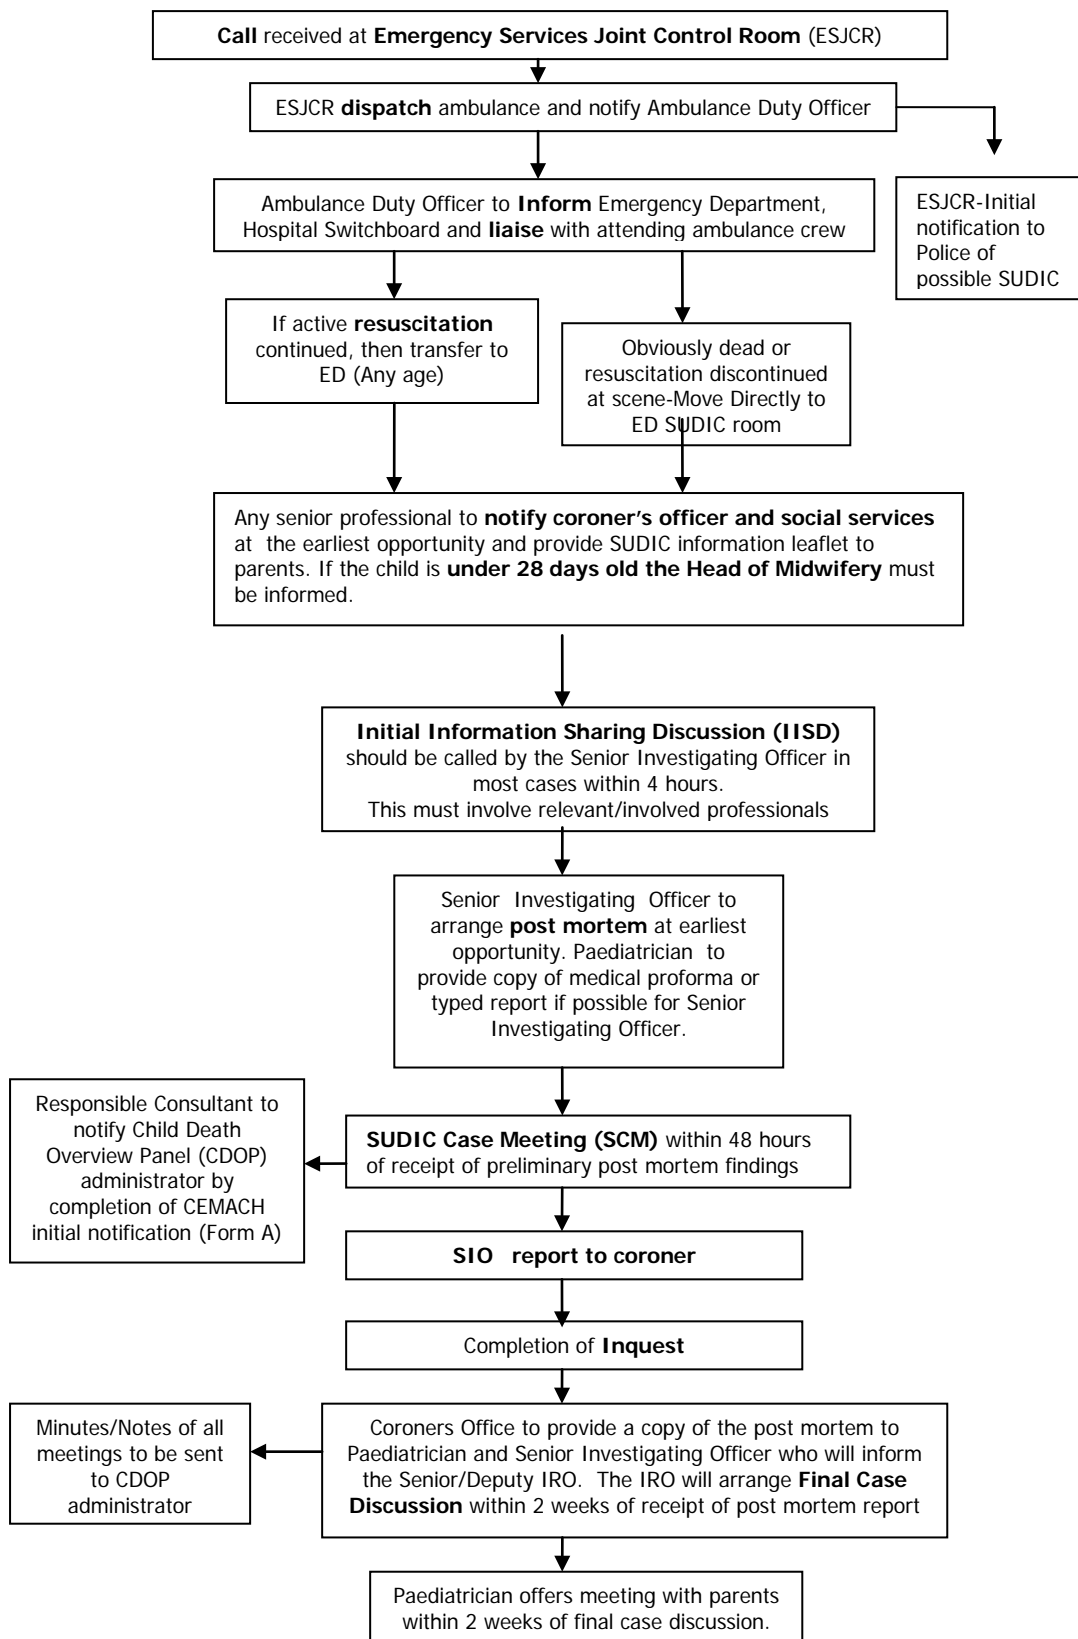 Call received at Emergency Services Joint Control Room (ESJCR)
ESJCR dispatch ambulance and notify Ambulance Duty Officer
Ambulance Duty Officer to Inform Emergency Department,
Hospital Switchboard and liaise with attending ambulance crew
ESJCR-Initial
notification to
Police of
possible SUDIC
If active resuscitation
continued, then transfer to
ED (Any age)
Obviously dead or
resuscitation discontinued
at scene-Move Directly to
ED SUDIC room
Any senior professional to notify coroner's officer and social services
at the earliest opportunity and provide SUDIC information leaflet to
parents. If the child is under 28 days old the Head of Midwifery must
be informed.
Initial Information Sharing Discussion (IISD)
should be called by the Senior Investigating Officer in
most cases within 4 hours.
This must involve relevant/involved professionals
Senior Investigating Officer to
arrange post mortem at earliest
opportunity. Paediatrician to
provide copy of medical proforma or
typed report if possible for Senior
Investigating Officer.
Responsible Consultant to
notify Child Death
Overview Panel (CDOP)
administrator by
completion of CEMACH
initial notification (Form A)
SUDIC Case Meeting (SCM) within 48 hours
of receipt of preliminary post mortem findings
SIO report to coroner
Completion of Inquest
Minutes/Notes of all
meetings to be sent
to CDOP
administrator
Coroners Office to provide a copy of the post mortem to
Paediatrician and Senior Investigating Officer who will inform
the Senior/Deputy IRO. The IRO will arrange Final Case
Discussion within 2 weeks of receipt of post mortem report
Paediatrician offers meeting with parents
within 2 weeks of final case discussion.